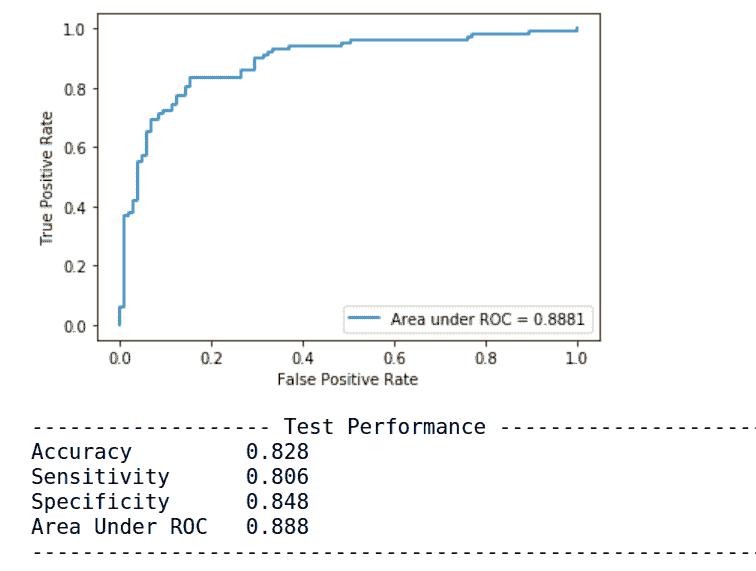 1.0
0.8
0.6
0.4
0.2
0.0
True Positive Rate
Area under ROC = 0.8881
0.0 0.2 0.4 0.6 0.8 1.0
False Positive Rate
------------------- Test Performance ---------------------
Accuracy 0.828
Sensitivity 0.806
Specificity 0.848
Area Under ROC 0.888
----------------------------------------------------------